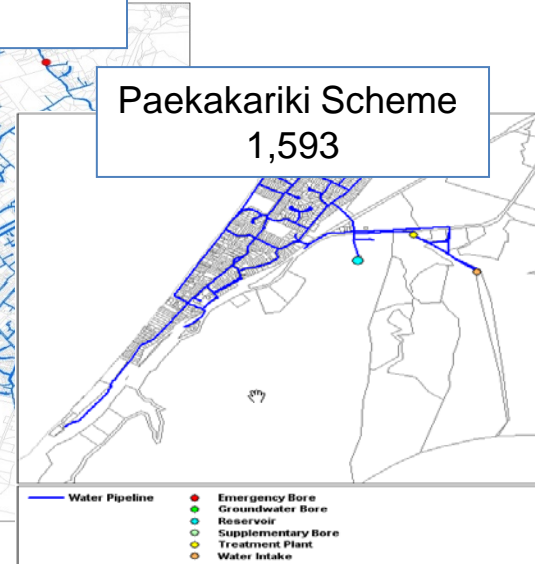 Paekakariki Scheme
1,593
Water Pipeline
Emergency Bore
Groundwater Bore
Reservoir
Supplementary Bore
Treatment Plant
Water Intake